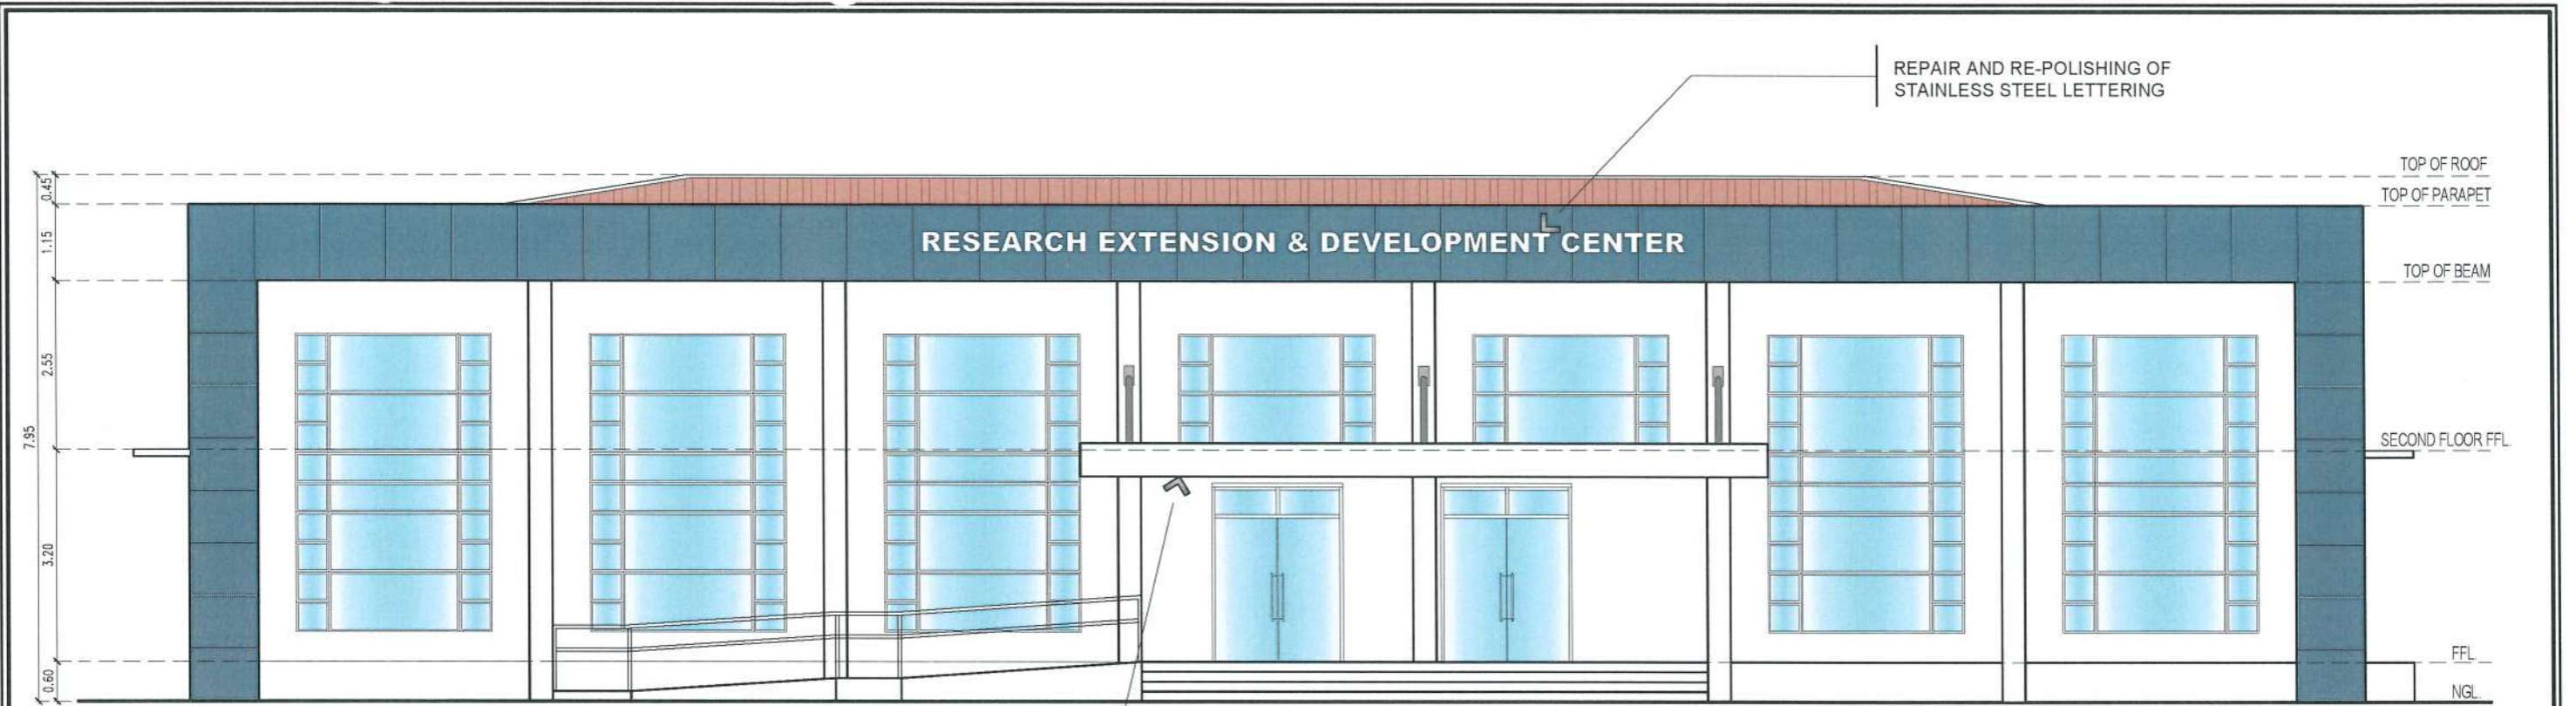 REPAIR AND RE-POLISHING OF
STAINLESS STEEL LETTERING
TOP OF ROOF
0.45
TOP OF PARAPET
1.15
RESEARCH EXTENSION & DEVELOPMENT CENTER
TOP OF BEAM
2.55
7.95
SECOND FLOOR FFL.
3.20
FFL.
0.60
NGL.